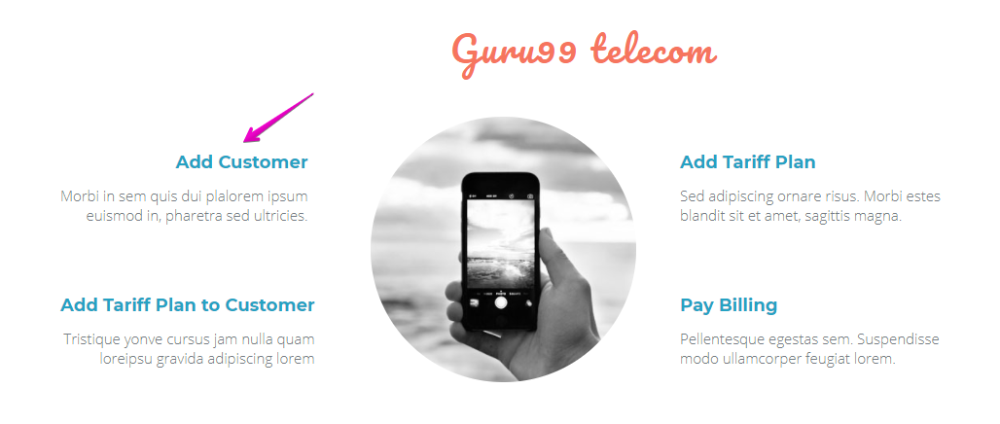 Guru99 telecom
Add Customer
Morbi in sem quis dui plalorem ipsum
euismod in, pharetra sed ultricies.
Add Tariff Plan
Sed adipiscing ornare risus. Morbi estes
blandit sit et amet, sagittis magna.
Add Tariff Plan to Customer
Tristique yonve cursus jam nulla quam
loreipsu gravida adipiscing lorem
Pay Billing
Pellentesque egestas sem. Suspendisse
modo ullamcorper feugiat lorem.